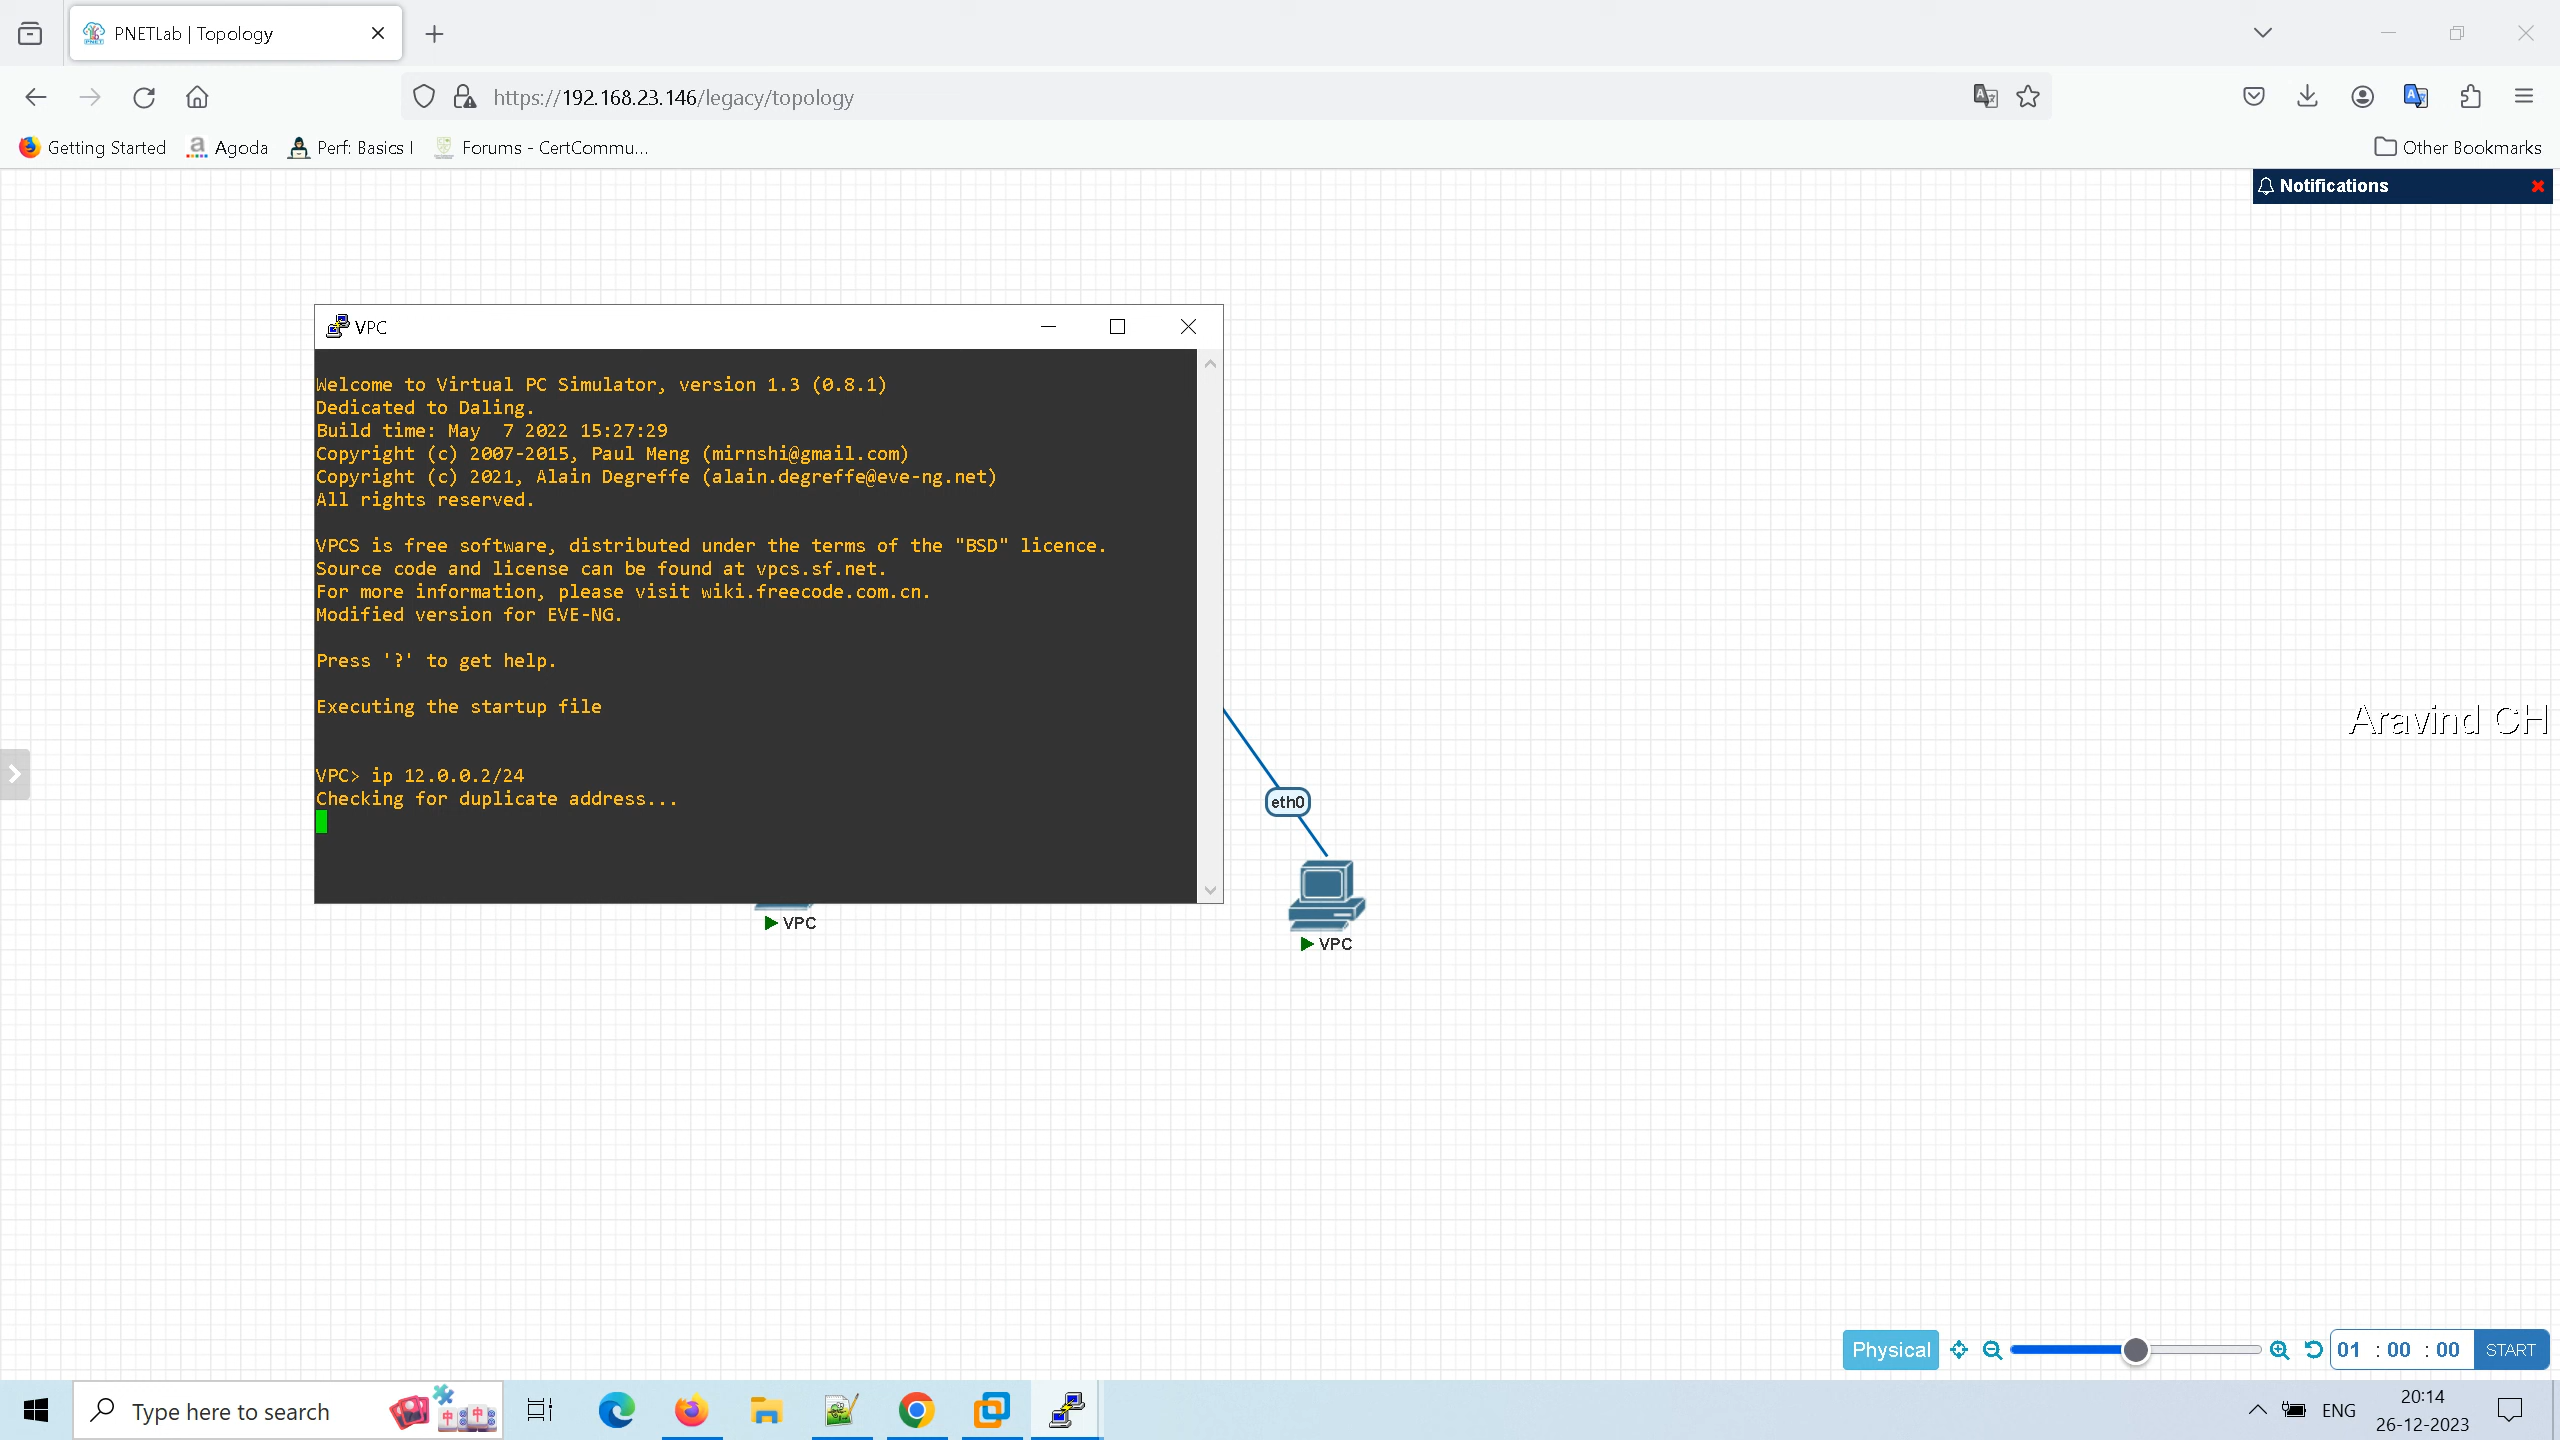 PNETLab | Topology
https://192.168.23.146/legacy/topology
Getting Started
Agoda
Perf: Basics I
Forums - CertCommu...
Other Bookmarks
Notifications
VPC
Welcome to Virtual PC Simulator, version 1.3 (0.8.1)
Dedicated to Daling.
Build time: May  7 2022 15:27:29
Copyright (c) 2007-2015, Paul Meng (mirnshi@gmail.com)
Copyright (c) 2021, Alain Degreffe (alain.degreffe@eve-ng.net)
All rights reserved.
VPCS is free software, distributed under the terms of the "BSD" licence.
Source code and license can be found at vpcs.sf.net.
For more information, please visit wiki.freecode.com.cn.
Modified version for EVE-NG.
Press '?' to get help.
Executing the startup file
VPC> ip 12.0.0.2/24
Checking for duplicate address...
Aravind CH
eth0
VPC
VPC
Physical
01 : 00 : 00
START
Type here to search
ENG
20:14
26-12-2023